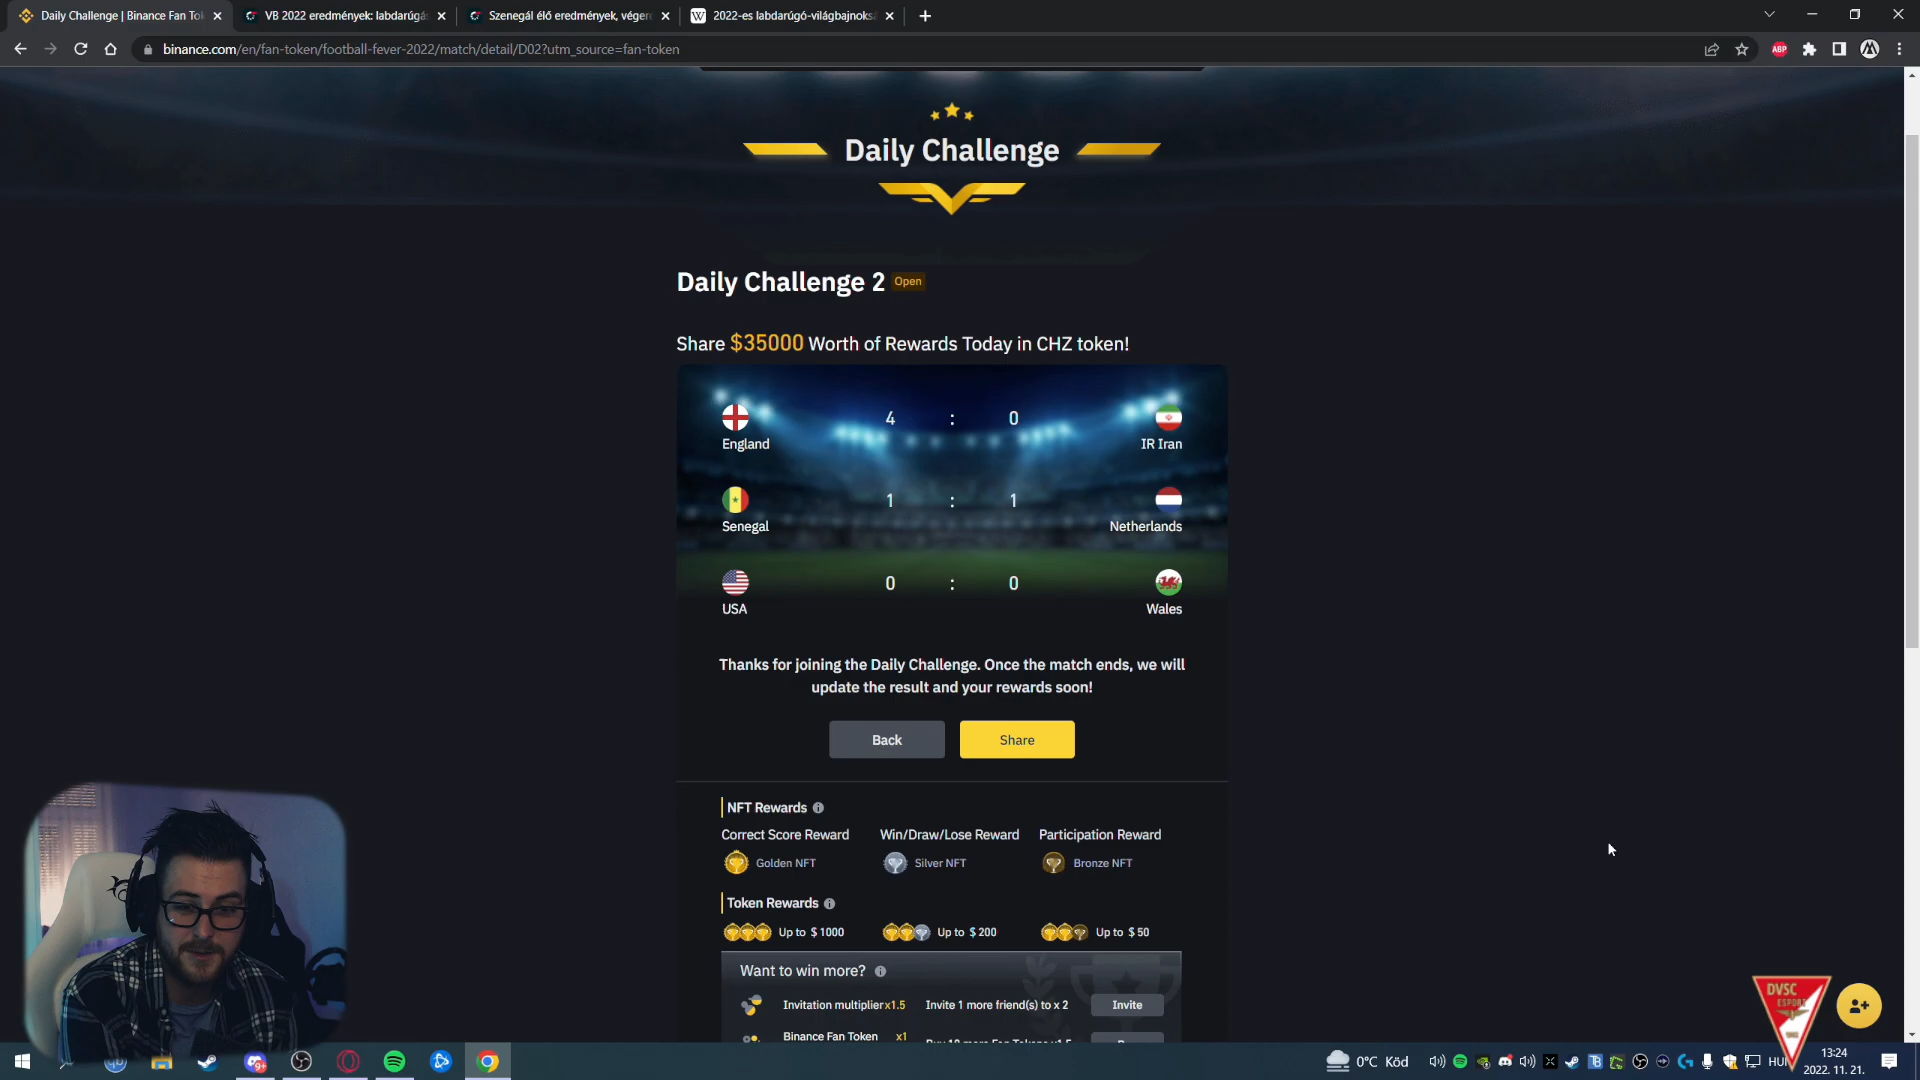 Daily Challenge | Binance Fan Tok
VB 2022 eredmények: labdarúgás
Szenegál élő eredmények, végere
W 2022-es labdarúgó-világbajnoksá
binance.com/en/fan-token/football-fever-2022/match/detail/D02?utm_source=fan-token
ABP
Daily Challenge
Daily Challenge 2 Open
Share $35000 Worth of Rewards Today in CHZ token!
4 : 0
England IR Iran
1 : 1
Senegal Netherlands
0 : 0
USA Wales
Thanks for joining the Daily Challenge. Once the match ends, we will
update the result and your rewards soon!
Back Share
NFT Rewards
Correct Score Reward Win/Draw/Lose Reward Participation Reward
Golden NFT Silver NFT Bronze NFT
Token Rewards
Up to $1000 Up to $200 Up to $50
Want to win more?
Invitation multiplier x1.5 Invite 1 more friend(s) to x 2 Invite
Binance Fan Token x1
DVSC
ESPORT
0°C Köd
HUN
13:24
2022. 11. 21.